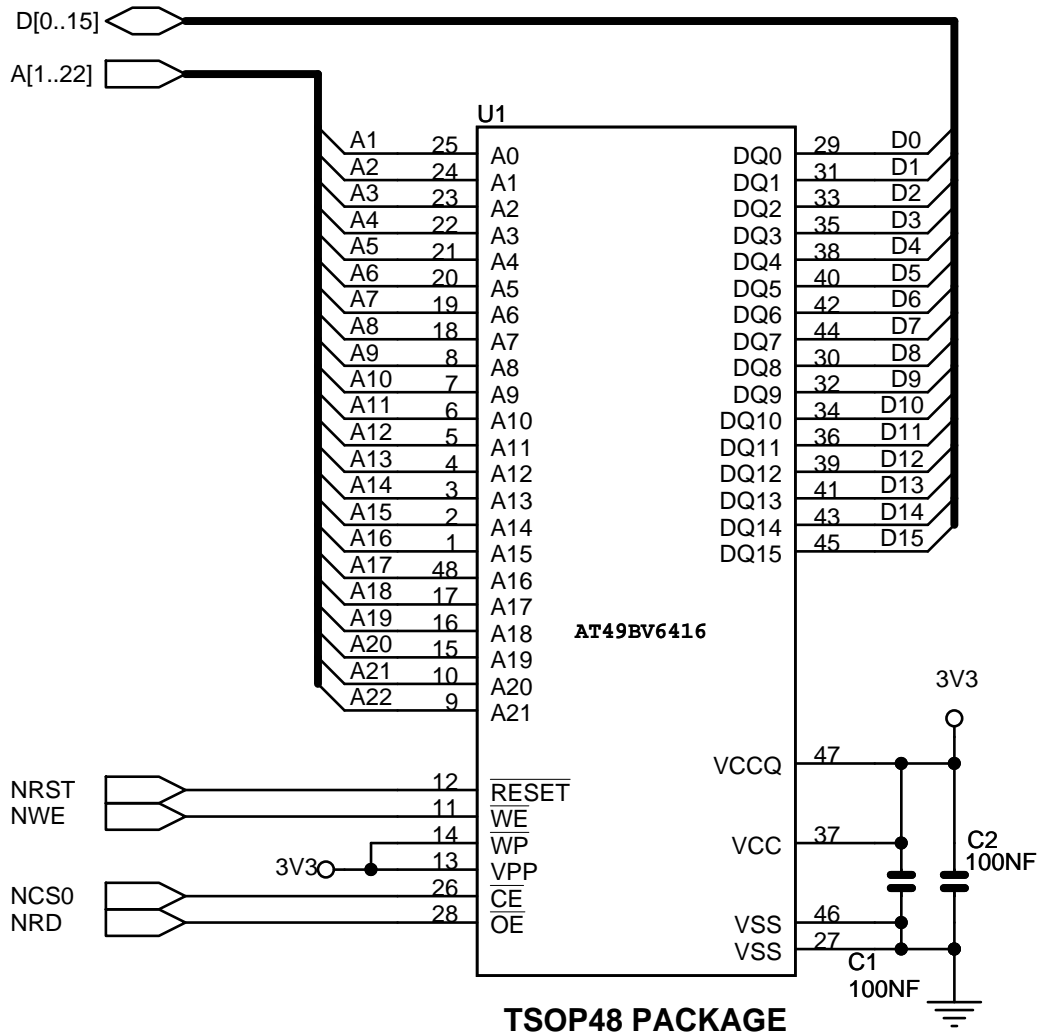 D[0..15]
A[1..22]
U1
A1 25 A0 DQ0 29 D0
A2 24 A1 DQ1 31 D1
A3 23 A2 DQ2 33 D2
A4 22 A3 DQ3 35 D3
A5 21 A4 DQ4 38 D4
A6 20 A5 DQ5 40 D5
A7 19 A6 DQ6 42 D6
A8 18 A7 DQ7 44 D7
A9 8 A8 DQ8 30 D8
A10 7 A9 DQ9 32 D9
A11 6 A10 DQ10 34 D10
A12 5 A11 DQ11 36 D11
A13 4 A12 DQ12 39 D12
A14 3 A13 DQ13 41 D13
A15 2 A14 DQ14 43 D14
A16 1 A15 DQ15 45 D15
A17 48 A16
A18 17 A17
A19 16 A18
AT49BV6416
A20 15 A19
A21 10 A20
A22 9 A21
3V3
VCCQ 47
NRST 12 RESET
NWE 11 WE
14 WP VCC 37
C2
100NF
3V3 13 VPP
NCS0 26 CE
NRD 28 OE
VSS 46
VSS 27
C1
100NF
TSOP48 PACKAGE